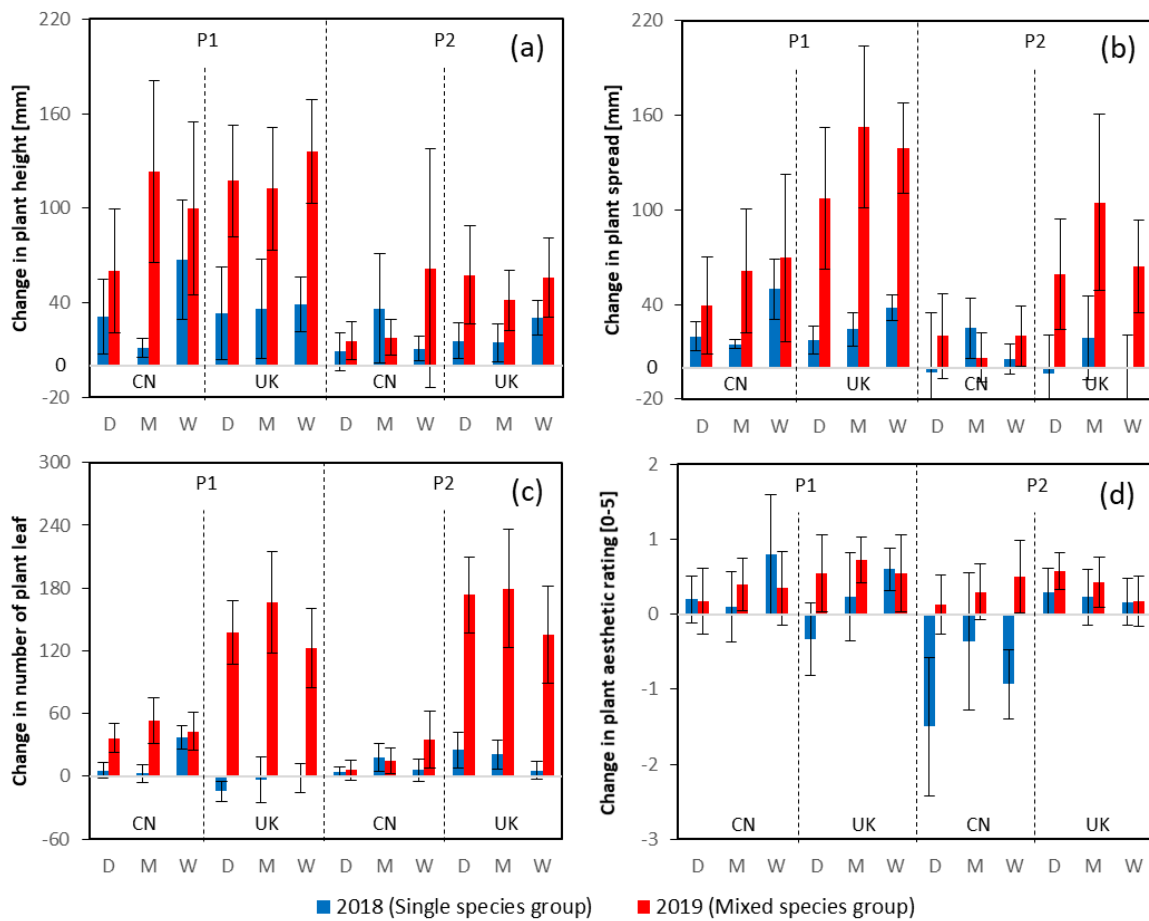 220
160
100
40
0
-20
Change in plant height [mm]
P1
P2
(a)
CN
UK
CN
UK
D M W D M W D M W D M W
220
160
100
40
0
-20
Change in plant spread [mm]
P1
P2
(b)
CN
UK
CN
UK
D M W D M W D M W D M W
300
240
180
120
60
0
-60
Change in number of plant leaf
P1
P2
(c)
CN
UK
CN
UK
D M W D M W D M W D M W
2
1
0
-1
-2
-3
Change in plant aesthetic rating [0-5]
P1
P2
(d)
CN
UK
CN
UK
D M W D M W D M W D M W
2018 (Single species group)
2019 (Mixed species group)